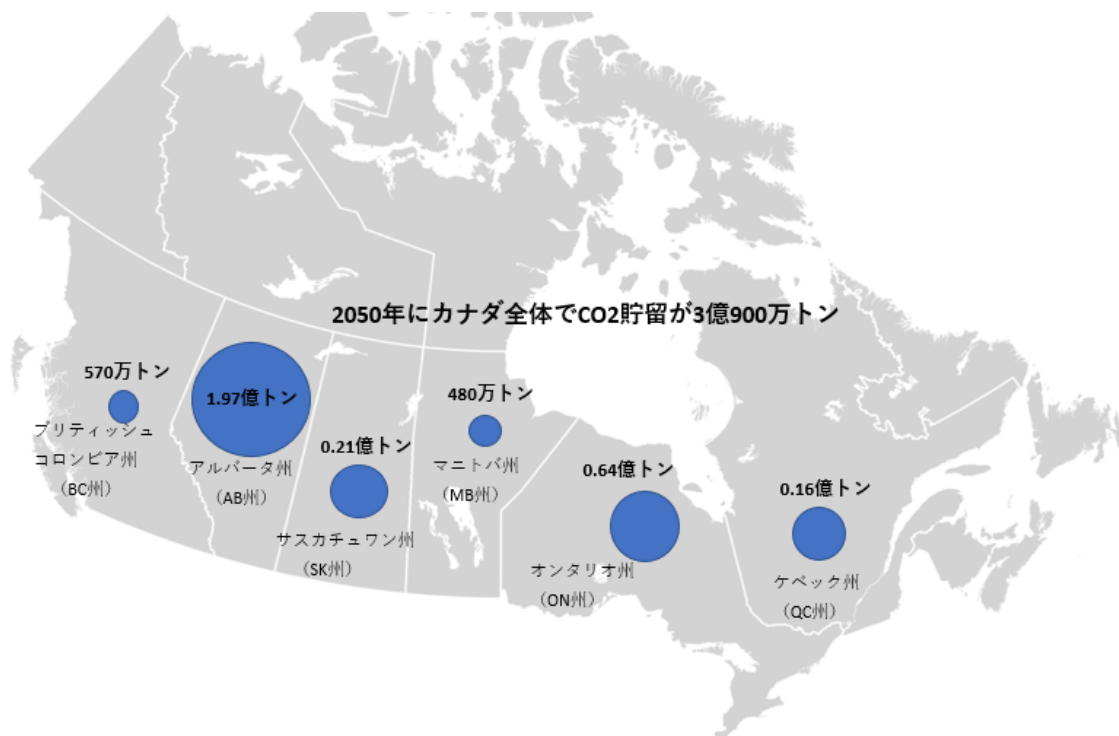 2050年にカナダ全体でCO2貯留が3億900万トン
570万トン
ブリティッシュ
コロンビア州
(BC州)
1.97億トン
アルバータ州
(AB州)
0.21億トン
サスカチュワン州
(SK州)
480万トン
マニトバ州
(MB州)
0.64億トン
オンタリオ州
(ON州)
0.16億トン
ケベック州
(QC州)